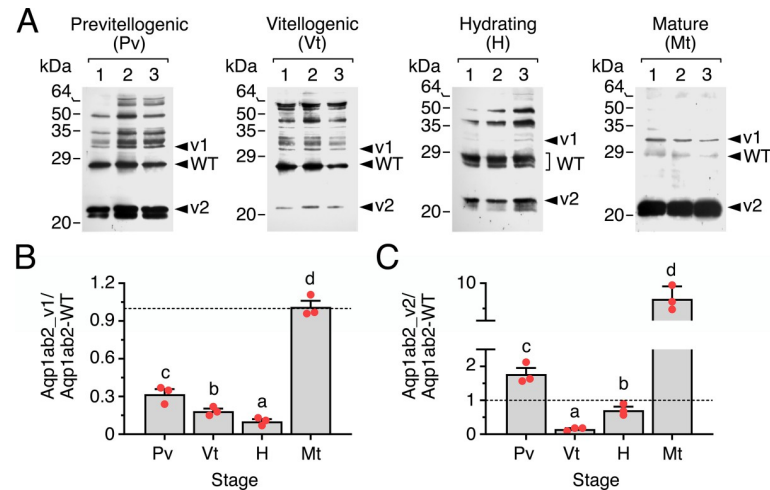 A
Previtellogenic
(Pv)
Vitellogenic
(Vt)
Hydrating
(H)
Mature
(Mt)
kDa 1 2 3
64
50
35
29
20
v1
WT
v2
kDa 1 2 3
64
50
35
29
20
v1
WT
v2
kDa 1 2 3
64
50
35
29
20
v1
WT
v2
kDa 1 2 3
64
50
35
29
20
v1
WT
v2
B
Aqp1ab2_v1/
Aqp1ab2-WT
1.2
0.9
0.6
0.3
0
c
b
a
d
Pv Vt H Mt
Stage
C
Aqp1ab2_v2/
Aqp1ab2-WT
10
2
1
0
c
a
b
d
Pv Vt H Mt
Stage